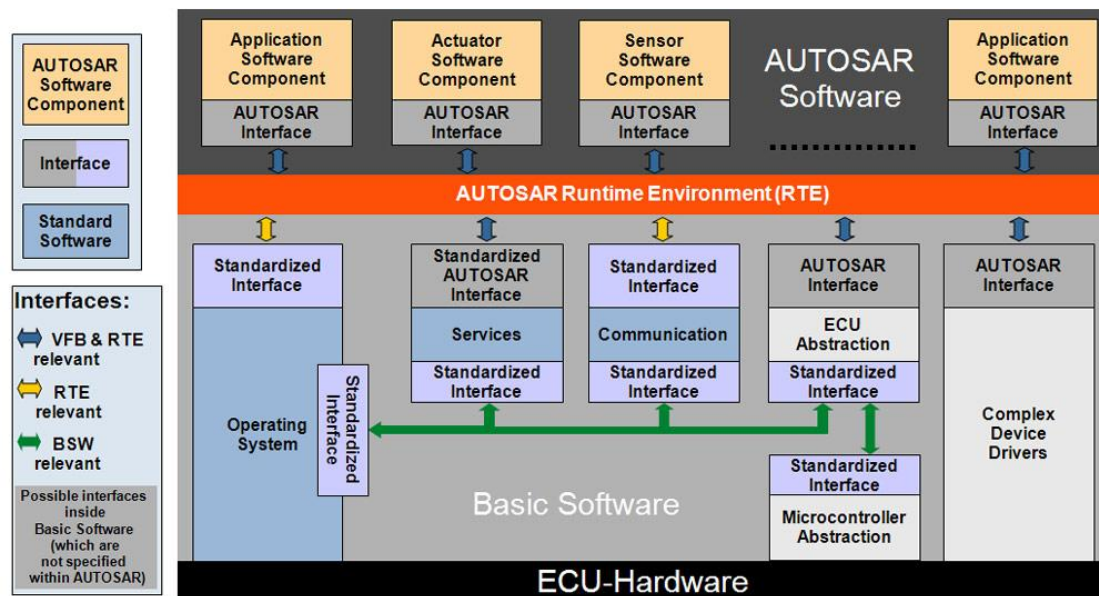 AUTOSAR
Software
Component
Interface
Standard
Software
Interfaces:
VFB & RTE
relevant
RTE
relevant
BSW
relevant
Possible interfaces
inside
Basic Software
(which are
not specified
within AUTOSAR)
Application
Software
Component
AUTOSAR
Interface
Actuator
Software
Component
AUTOSAR
Interface
Sensor
Software
Component
AUTOSAR
Interface
AUTOSAR
Software
..............
Application
Software
Component
AUTOSAR
Interface
AUTOSAR Runtime Environment (RTE)
Standardized
Interface
Operating
System
Standardized
Interface
Standardized
AUTOSAR
Interface
Services
Standardized
Interface
Standardized
Interface
Communication
Standardized
Interface
AUTOSAR
Interface
ECU
Abstraction
Standardized
Interface
Standardized
Interface
Microcontroller
Abstraction
AUTOSAR
Interface
Complex
Device
Drivers
Basic Software
ECU-Hardware